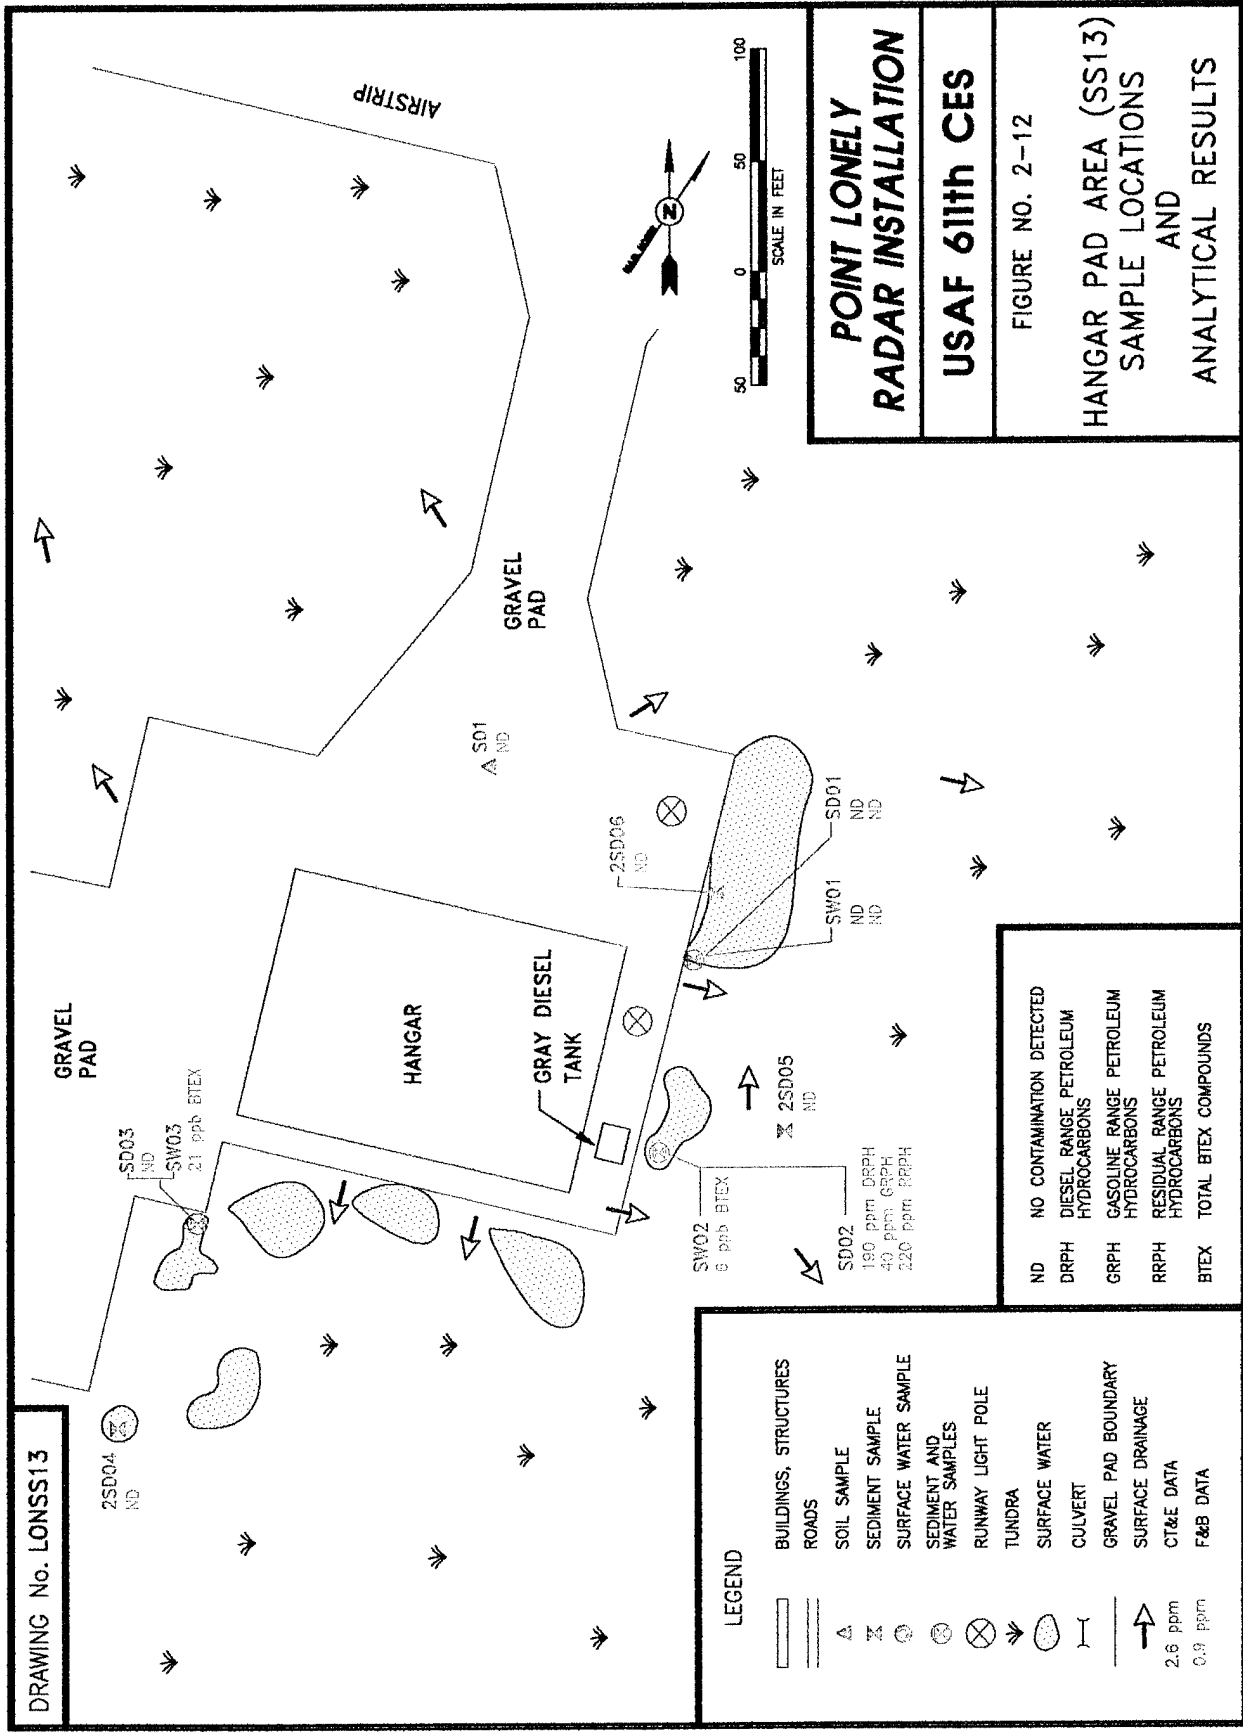 DRAWING No. LONSS13
AIRSTRIP
GRAVEL
PAD
S01
ND
GRAVEL
PAD
HANGAR
GRAY DIESEL
TANK
2SD06
ND
SD01
ND
ND
SW01
ND
ND
2SD05
ND
SD03
ND
SW03
21 ppb BTEX
SW02
6 ppb BTEX
SD02
190 ppm DRPH
40 ppm GRPH
220 ppm RRPH
2SD04
ND
N
50 0 50 100
SCALE IN FEET
LEGEND
BUILDINGS, STRUCTURES
ROADS
SOIL SAMPLE
SEDIMENT SAMPLE
SURFACE WATER SAMPLE
SEDIMENT AND
WATER SAMPLES
RUNWAY LIGHT POLE
TUNDRA
SURFACE WATER
CULVERT
GRAVEL PAD BOUNDARY
SURFACE DRAINAGE
2.6 ppm CT&E DATA
0.9 ppm F&B DATA
ND NO CONTAMINATION DETECTED
DRPH DIESEL RANGE PETROLEUM
HYDROCARBONS
GRPH GASOLINE RANGE PETROLEUM
HYDROCARBONS
RRPH RESIDUAL RANGE PETROLEUM
HYDROCARBONS
BTEX TOTAL BTEX COMPOUNDS
POINT LONELY
RADAR INSTALLATION
USAF 611th CES
FIGURE NO. 2-12
HANGAR PAD AREA (SS13)
SAMPLE LOCATIONS
AND
ANALYTICAL RESULTS